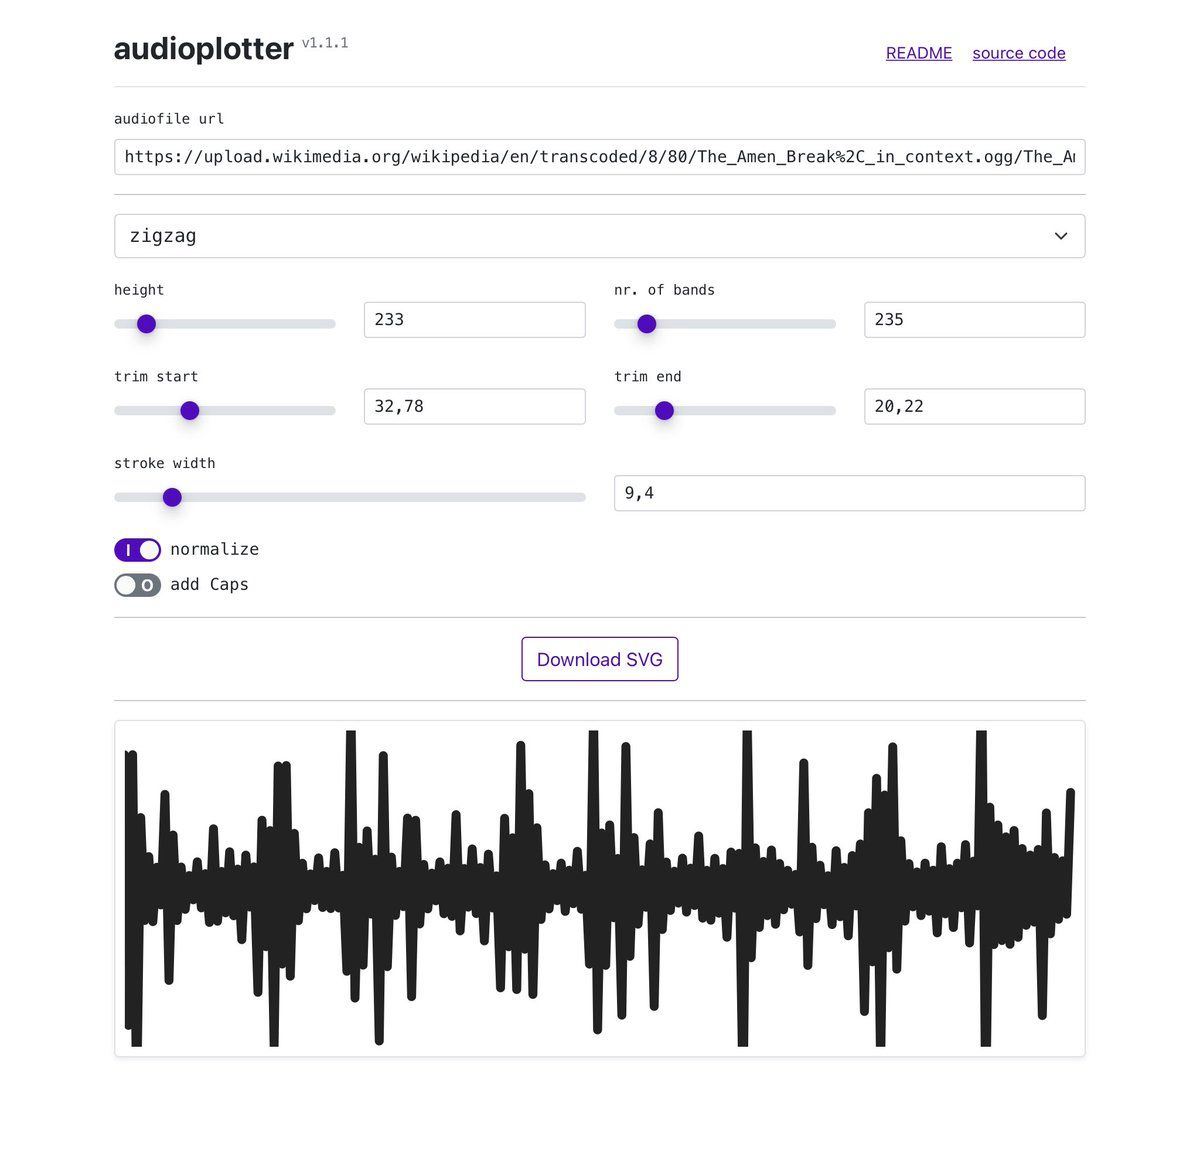 audioplotter v1.1.1
README source code
audiofile url
https://upload.wikimedia.org/wikipedia/en/transcoded/8/80/The_Amen_Break%2C_in_context.ogg/The_A
zigzag
height nr. of bands
233 235
trim start trim end
32,78 20,22
stroke width
9,4
normalize
add Caps
Download SVG